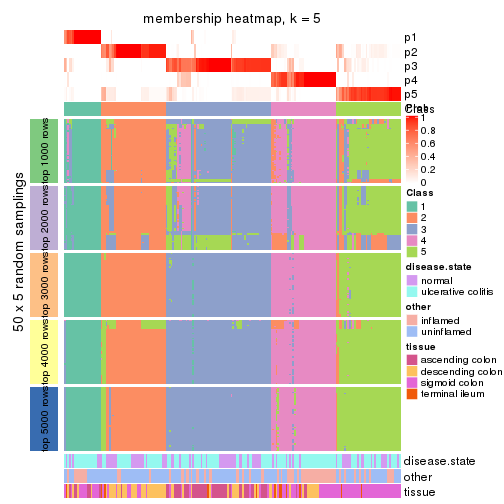 membership heatmap, k = 5
p1
p2
p3
p4
p5
Class
1
0.8
0.6
0.4
0.2
0
Class
1
2
3
4
5
disease.state
normal
ulcerative colitis
other
inflamed
uninflamed
tissue
ascending colon
descending colon
sigmoid colon
terminal ileum
50 x 5 random samplings
top 1000 rows
top 2000 rows
top 3000 rows
top 4000 rows
top 5000 rows
disease.state
other
tissue